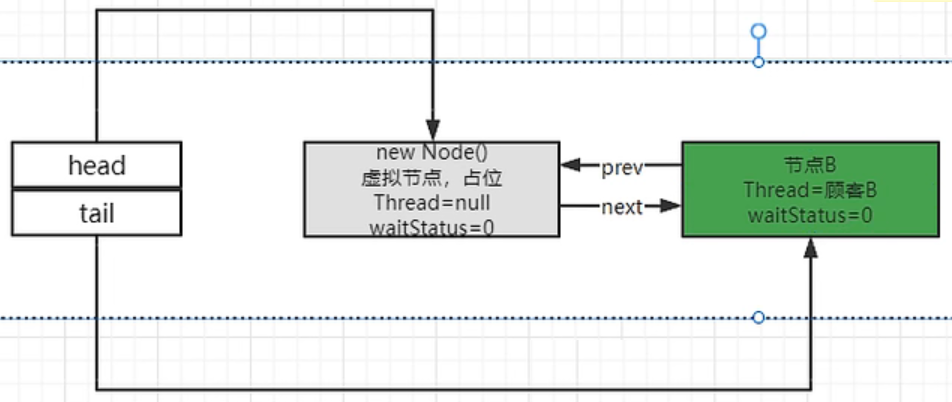 head
tail
new Node()
虚拟节点，占位
Thread=null
waitStatus=0
prev
next
节点B
Thread=顾客B
waitStatus=0